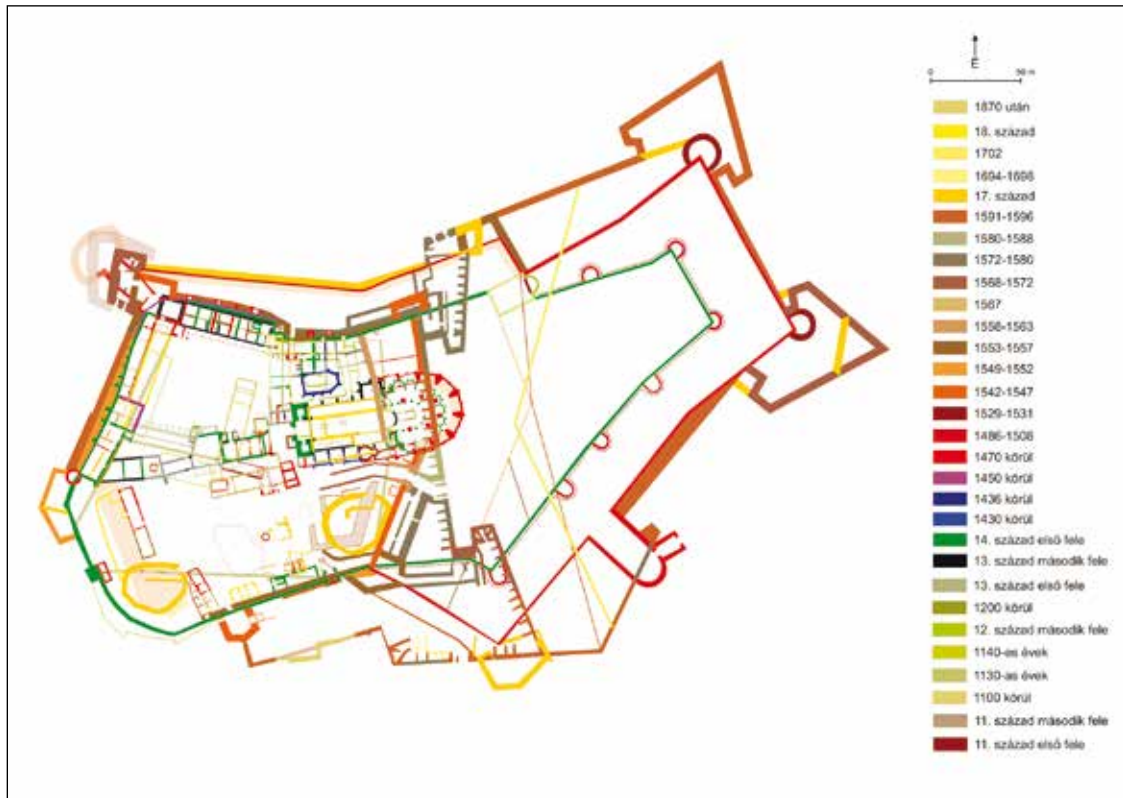 É
0 50 m
1870 után
18. század
1702
1694-1698
17. század
1591-1596
1580-1588
1572-1580
1568-1572
1567
1556-1563
1553-1557
1549-1552
1542-1547
1529-1531
1486-1508
1470 körül
1450 körül
1436 körül
1430 körül
14. század első fele
13. század második fele
13. század első fele
1200 körül
12. század második fele
1140-as évek
1130-as évek
1100 körül
11. század második fele
11. század első fele